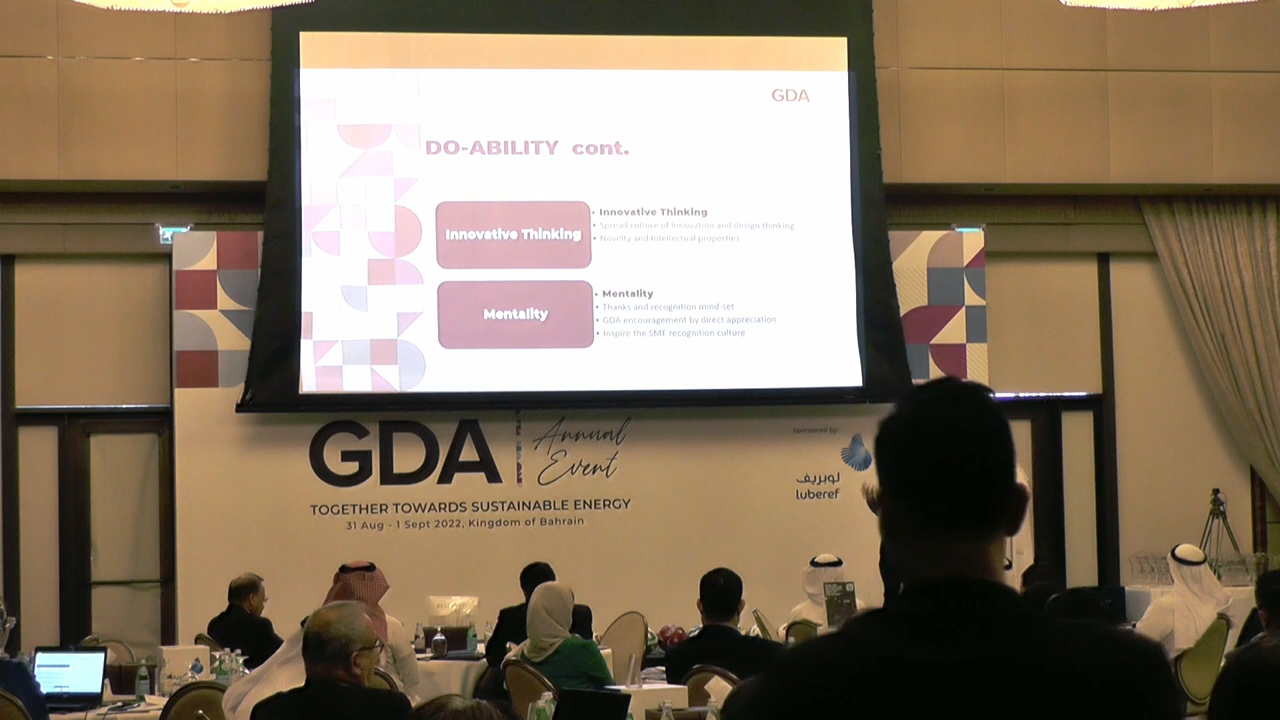 GDA
DO-ABILITY cont.
Innovative Thinking
• Innovative Thinking
• Spread culture of Innovation and design thinking
• Novelty and Intellectual properties
Mentality
• Mentality
• Thanks and recognition mind-set
• GDA encouragement by direct appreciation
• Inspire the SME recognition culture
GDA | Annual
Event
TOGETHER TOWARDS SUSTAINABLE ENERGY
31 Aug - 1 Sept 2022, Kingdom of Bahrain
Sponsored by:
لوبريف
luberef